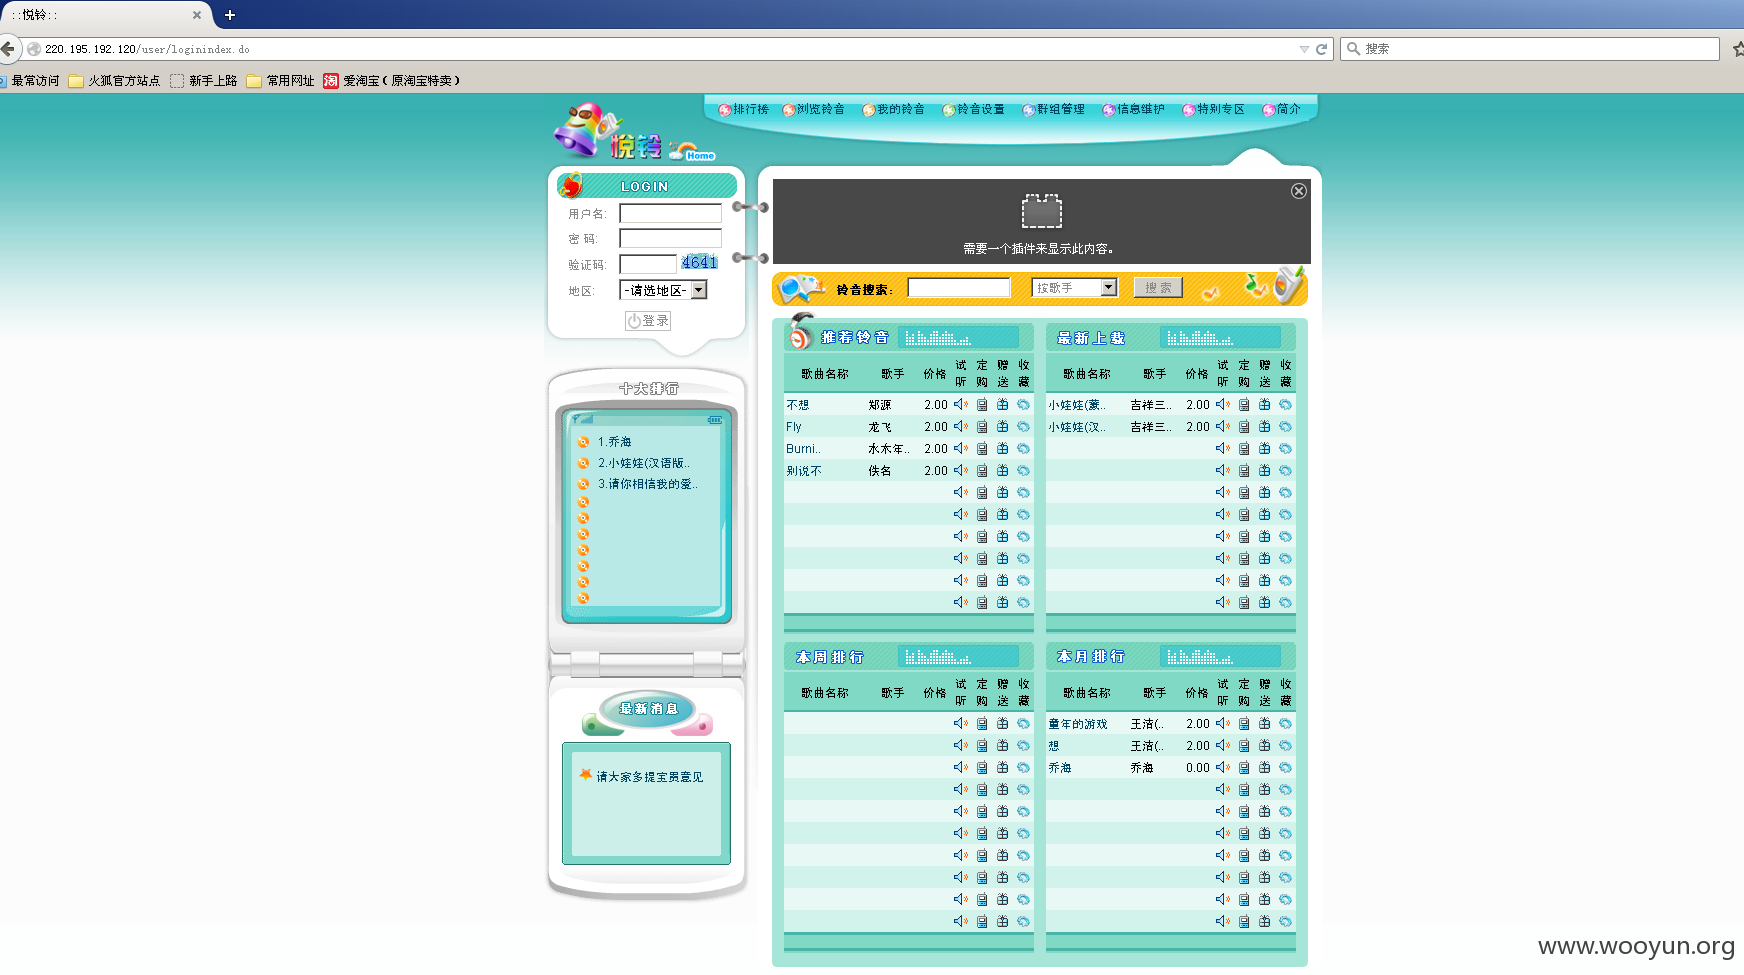 ::悦铃::
220.195.192.120/user/loginindex.do
搜索
最常访问 火狐官方站点 新手上路 常用网址 淘 爱淘宝（原淘宝特卖）
悦铃 Home
排行榜 浏览铃音 我的铃音 铃音设置 群组管理 信息维护 特别专区 简介
LOGIN
用户名:
密 码:
验证码: 4641
地区: -请选地区-
登录
需要一个插件来显示此内容。
铃音搜索: 按歌手 搜 索
十大排行
1.乔海
2.小娃娃(汉语版..
3.请你相信我的爱..
最新消息
请大家多提宝贵意见
推荐铃音
歌曲名称 歌手 价格 试听 定购 赠送 收藏
不想 郑源 2.00
Fly 龙飞 2.00
Burni.. 水木年.. 2.00
别说不 佚名 2.00
最新上载
歌曲名称 歌手 价格 试听 定购 赠送 收藏
小娃娃(蒙.. 吉祥三.. 2.00
小娃娃(汉.. 吉祥三.. 2.00
本周排行
歌曲名称 歌手 价格 试听 定购 赠送 收藏
本月排行
歌曲名称 歌手 价格 试听 定购 赠送 收藏
童年的游戏 王洁(.. 2.00
想 王洁(.. 2.00
乔海 乔海 0.00
www.wooyun.org